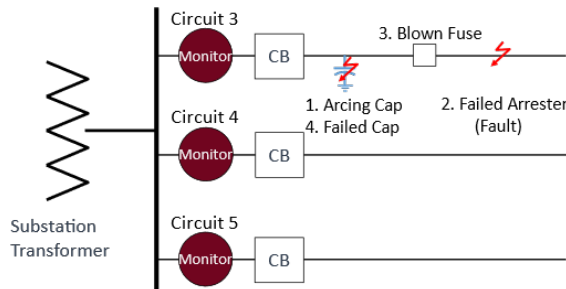 Circuit 3
Monitor
CB
3. Blown Fuse
1. Arcing Cap
4. Failed Cap
2. Failed Arrester
(Fault)
Circuit 4
Monitor
CB
Substation
Transformer
Circuit 5
Monitor
CB